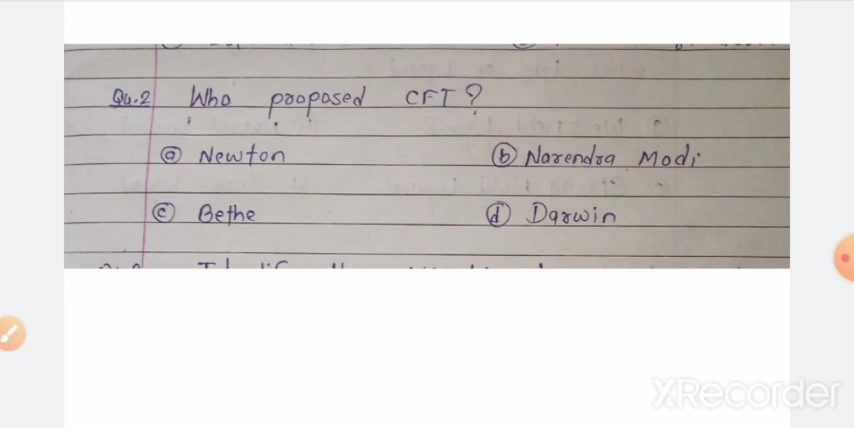 Qu.2 Who proposed CFT?
ⓐ Newton ⓑ Narendra Modi
ⓒ Bethe ⓓ Darwin
XRecorder